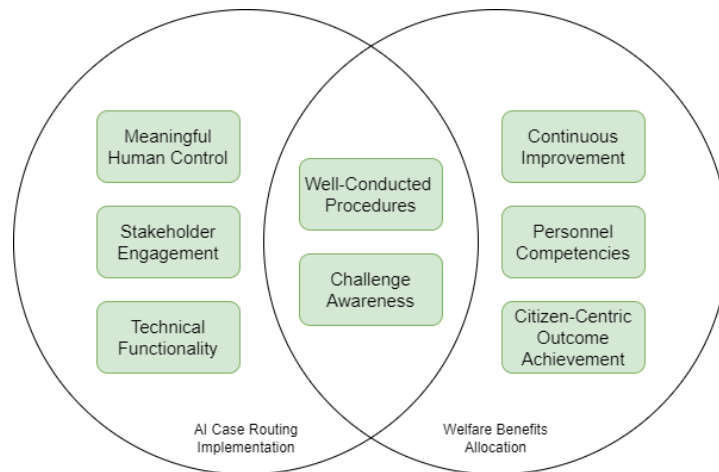 Meaningful
Human Control
Stakeholder
Engagement
Technical
Functionality
Well-Conducted
Procedures
Challenge
Awareness
Continuous
Improvement
Personnel
Competencies
Citizen-Centric
Outcome
Achievement
AI Case Routing
Implementation
Welfare Benefits
Allocation